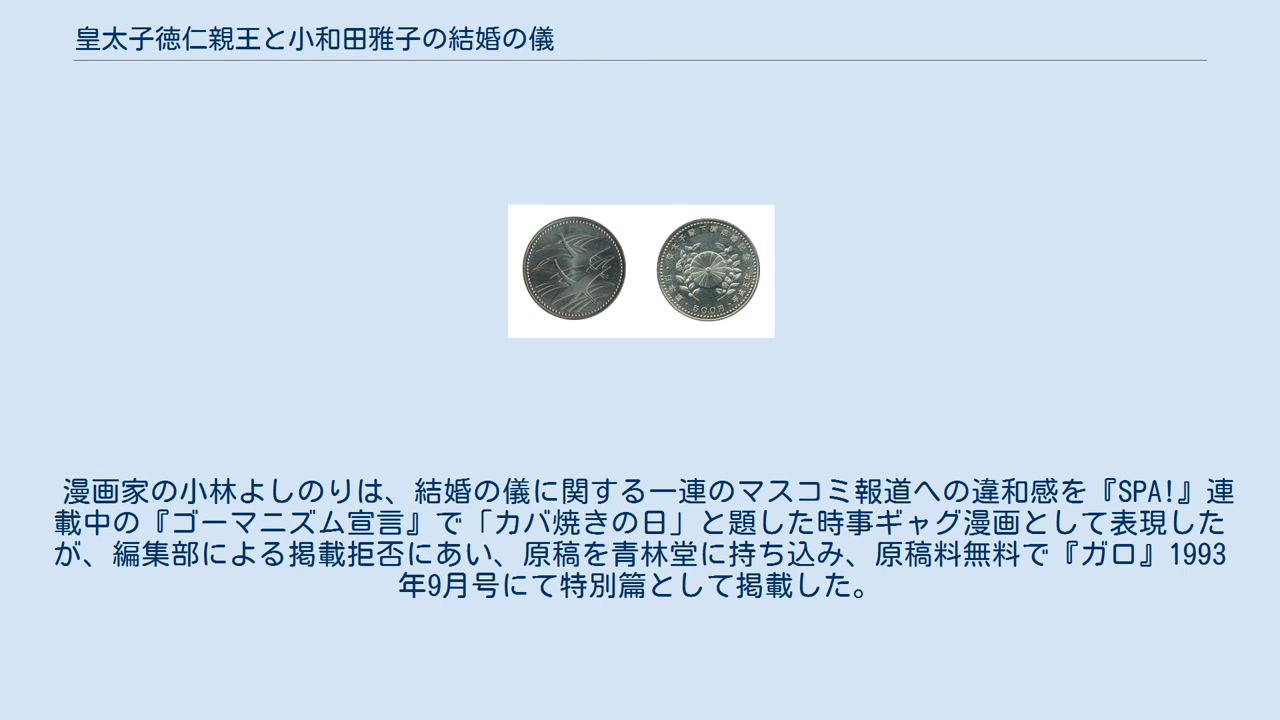 皇太子徳仁親王と小和田雅子の結婚の儀
500円
漫画家の小林よしのりは、結婚の儀に関する一連のマスコミ報道への違和感を『SPA!』連
載中の『ゴーマニズム宣言』で「カバ焼きの日」と題した時事ギャグ漫画として表現した
が、編集部による掲載拒否にあい、原稿を青林堂に持ち込み、原稿料無料で『ガロ』1993
年9月号にて特別篇として掲載した。